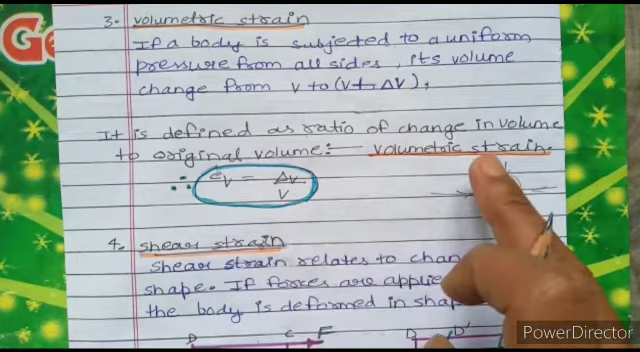 Ge
3. volumetric strain
If a body is subjected to a uniform
pressure from all sides, its volume
change from V to (V+ΔV),
It is defined as ratio of change in volume
to original volume:- volumetric strain.
∴ eV = ΔV/V
4. shear strain
Shear strain relates to chan
shape. If forces are applie
the body is deformed in shap
D C F D D'
PowerDirector